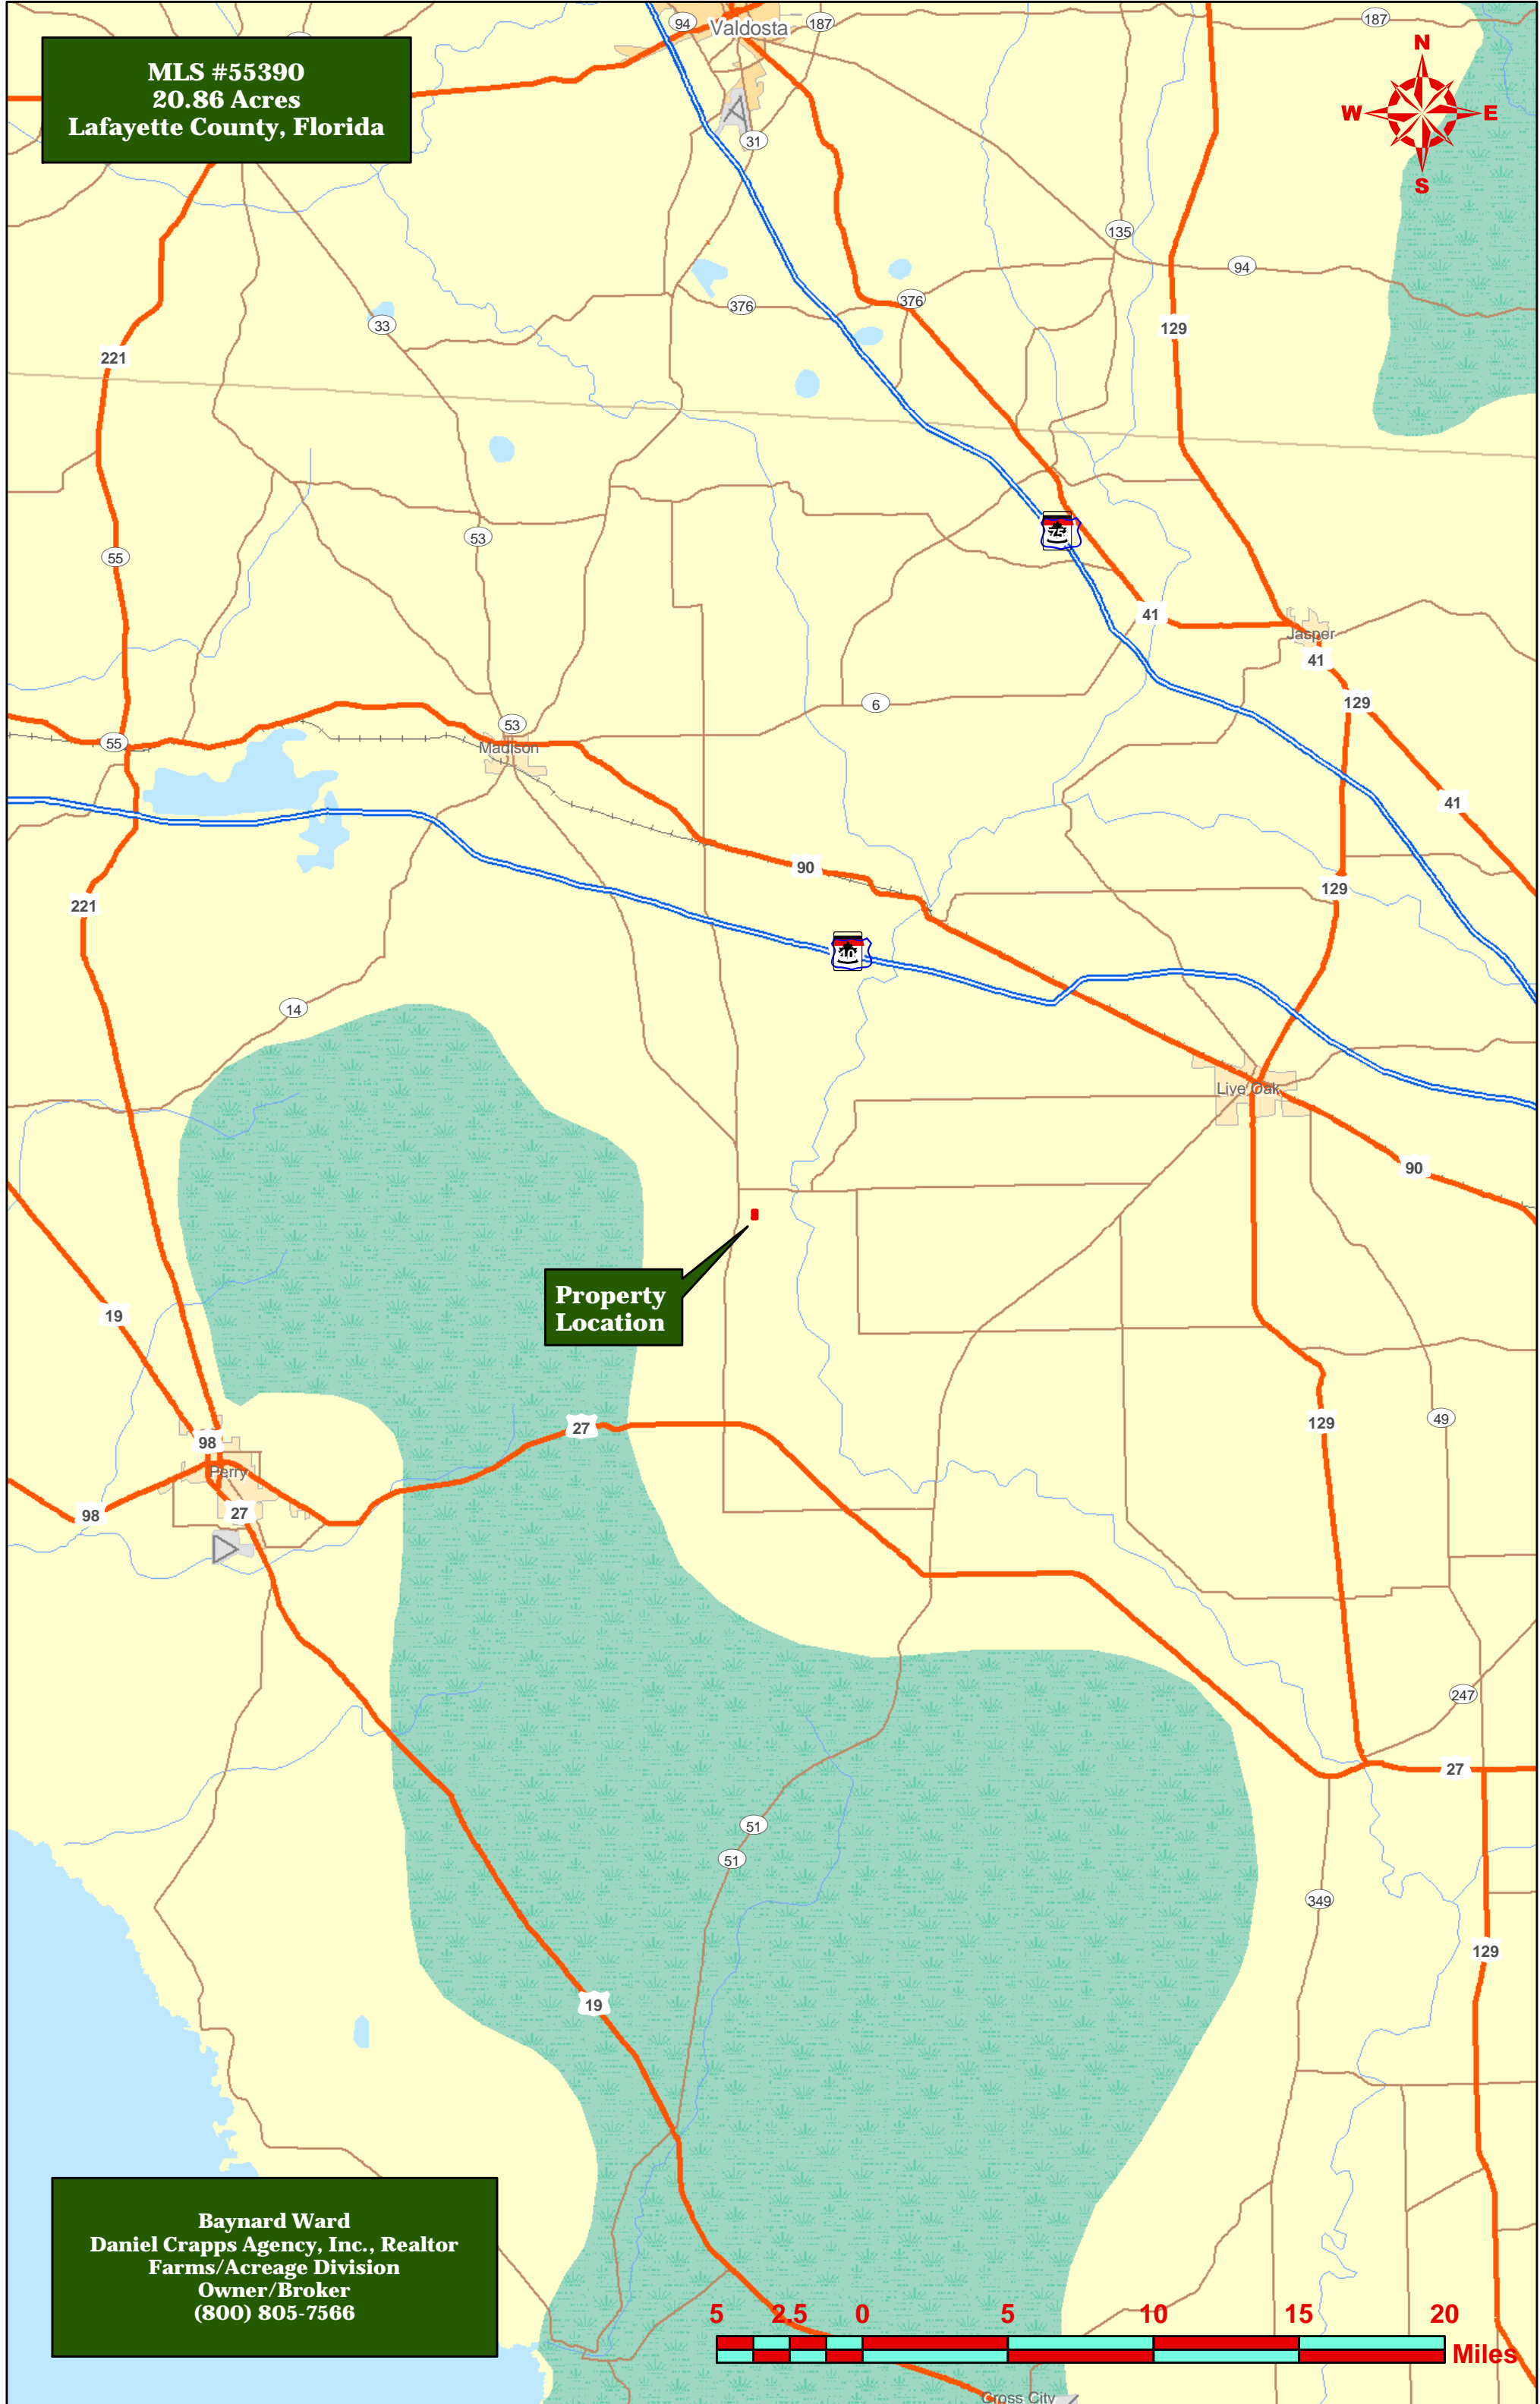 94
Valdosta
187
187
MLS #55390
20.86 Acres
Lafayette County, Florida
N
W
E
S
31
135
94
376
376
33
129
221
53
55
41
Jasper
41
129
6
53
55
Madison
41
90
129
221
14
Live Oak
90
Property
Location
19
27
129
49
98
Perry
98
27
247
27
51
51
349
129
19
Baynard Ward
Daniel Crapps Agency, Inc., Realtor
Farms/Acreage Division
Owner/Broker
(800) 805-7566
5 2.5 0 5 10 15 20
Miles
Cross City